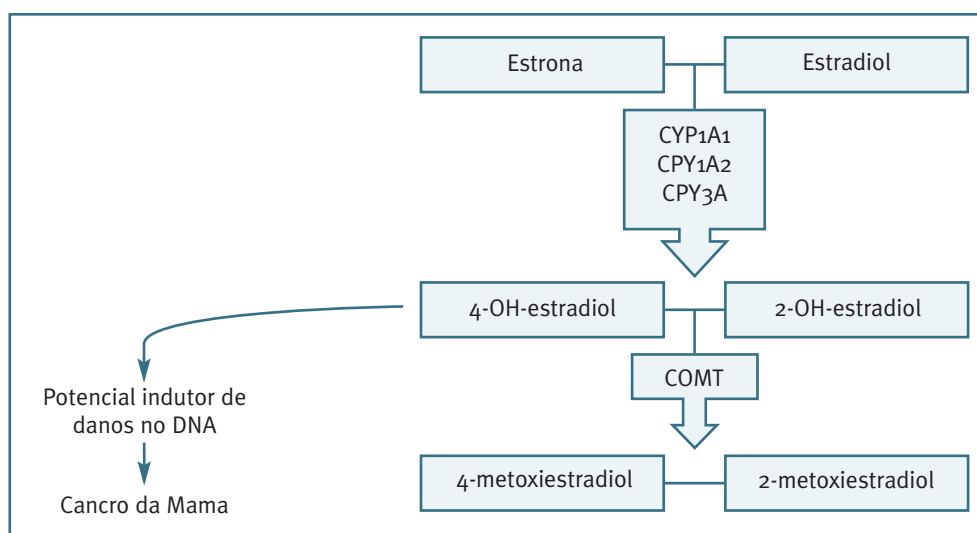 Estrona
Estradiol
CYP1A1
CPY1A2
CPY3A
4-OH-estradiol
2-OH-estradiol
COMT
Potencial indutor de
danos no DNA
4-metoxiestradiol
2-metoxiestradiol
Cancro da Mama